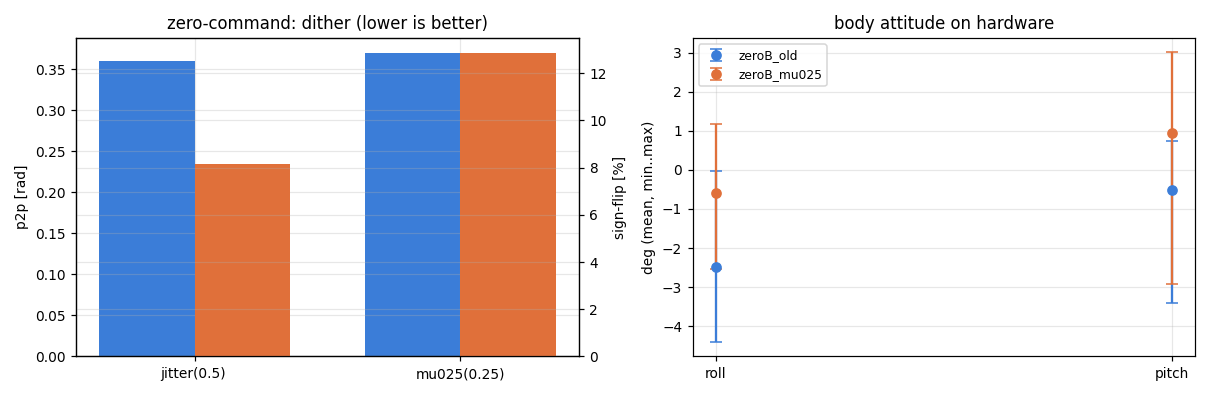 zero-command: dither (lower is better)
p2p [rad]
0.35
0.30
0.25
0.20
0.15
0.10
0.05
0.00
jitter(0.5)
mu025(0.25)
12
10
8
6
4
2
0
sign-flip [%]
body attitude on hardware
deg (mean, min..max)
3
2
1
0
−1
−2
−3
−4
zeroB_old
zeroB_mu025
roll
pitch